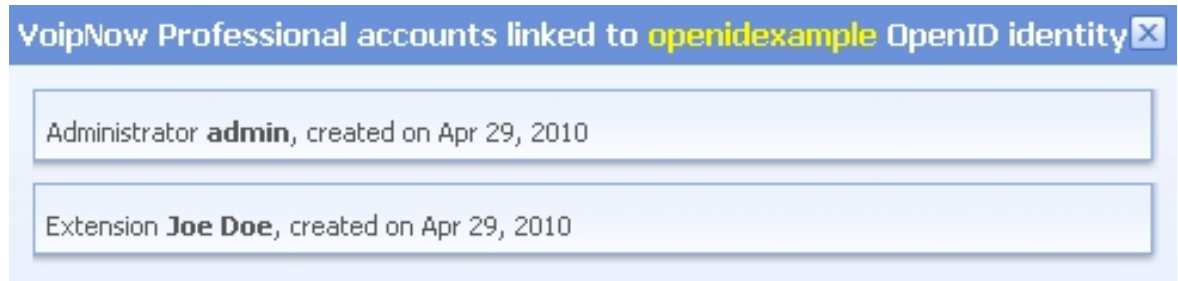 VoipNow Professional accounts linked to openidexample OpenID identity
Administrator admin, created on Apr 29, 2010
Extension Joe Doe, created on Apr 29, 2010